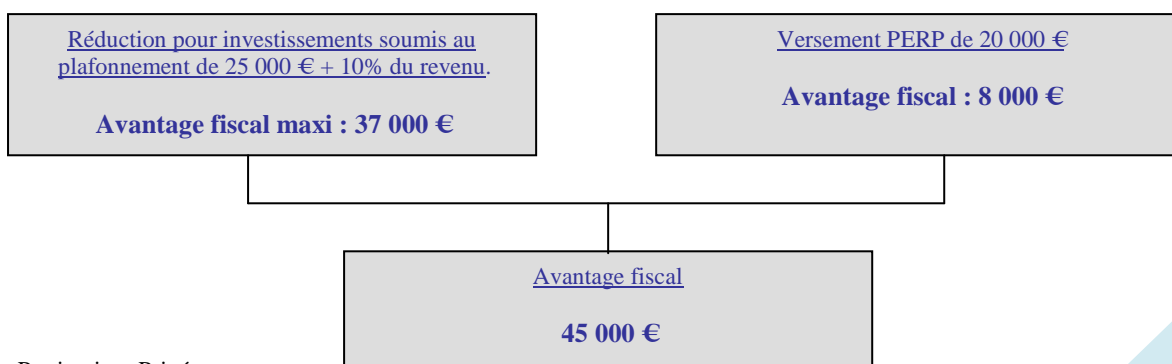 Réduction pour investissements soumis au
plafonnement de 25 000 € + 10% du revenu.
Avantage fiscal maxi : 37 000 €
Versement PERP de 20 000 €
Avantage fiscal : 8 000 €
Avantage fiscal
45 000 €